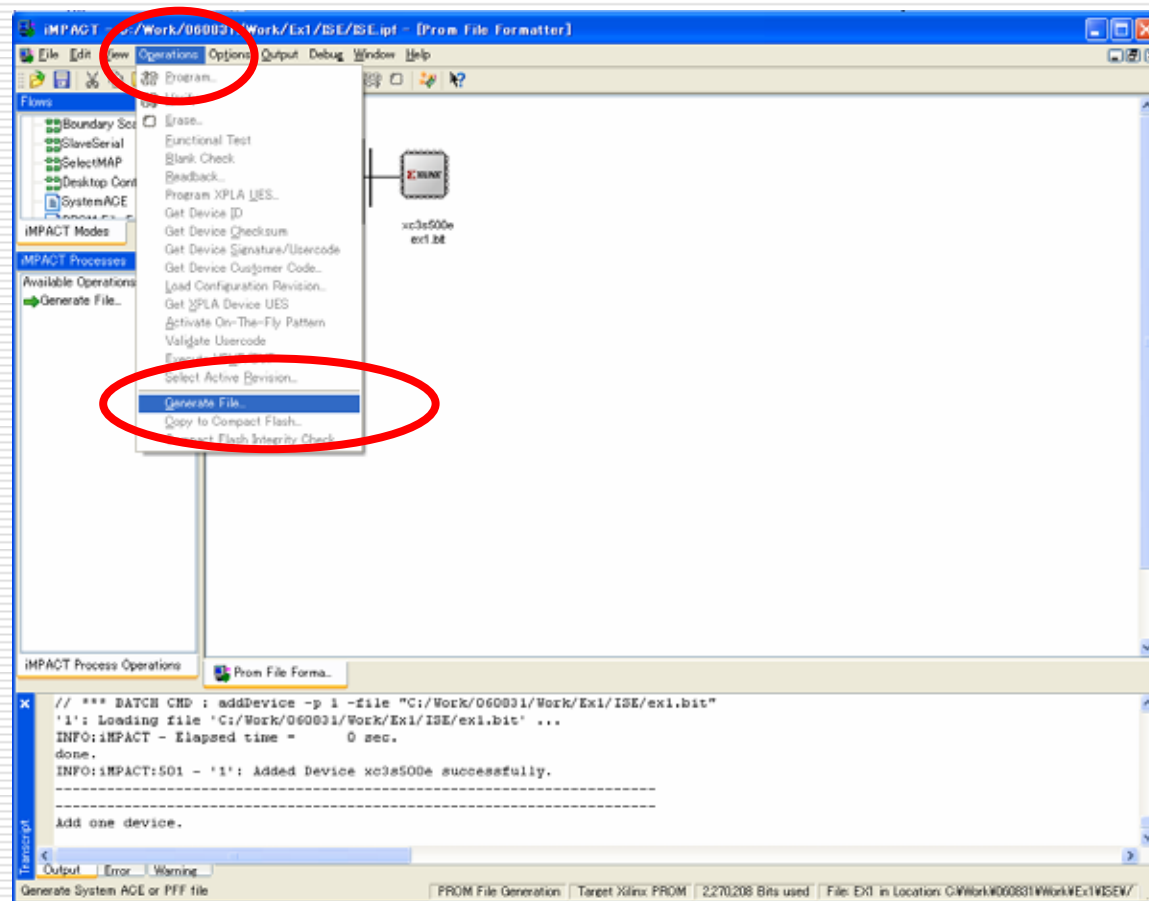 iMPACT - C:/Work/060831/Work/Ex1/ISE/ISE.ipf - [Prom File Formatter]
File Edit View Operations Options Output Debug Window Help
Program..
Flows
Boundary Sca
Erase..
SlaveSerial
Functional Test
SelectMAP
Blank Check
Desktop Conf
Readback..
SystemACE
Program XPLA UES..
Get Device ID
iMPACT Modes
Get Device Checksum
Get Device Signature/Usercode
iMPACT Processes
Get Device Customer Code..
Available Operations
Load Configuration Revision..
Generate File..
Get XPLA Device UES
Activate On-The-Fly Pattern
Validate Usercode
Select Active Revision..
Generate File..
Copy to Compact Flash..
Compact Flash Integrity Check
XILINX
xc3s500e
ex1.bit
iMPACT Process Operations
Prom File Forma..
// *** BATCH CMD : addDevice -p 1 -file "C:/Work/060831/Work/Ex1/ISE/ex1.bit"
'1': Loading file 'C:/Work/060831/Work/Ex1/ISE/ex1.bit' ...
INFO:iMPACT - Elapsed time = 0 sec.
done.
INFO:iMPACT:501 - '1': Added Device xc3s500e successfully.
----------------------------------------------------------------------
----------------------------------------------------------------------
Add one device.
Transcript
Output Error Warning
Generate System ACE or PFF file
PROM File Generation Target Xilinx PROM 2,270,208 Bits used File: EX1 in Location: C:¥Work¥060831¥Work¥Ex1¥ISE¥/